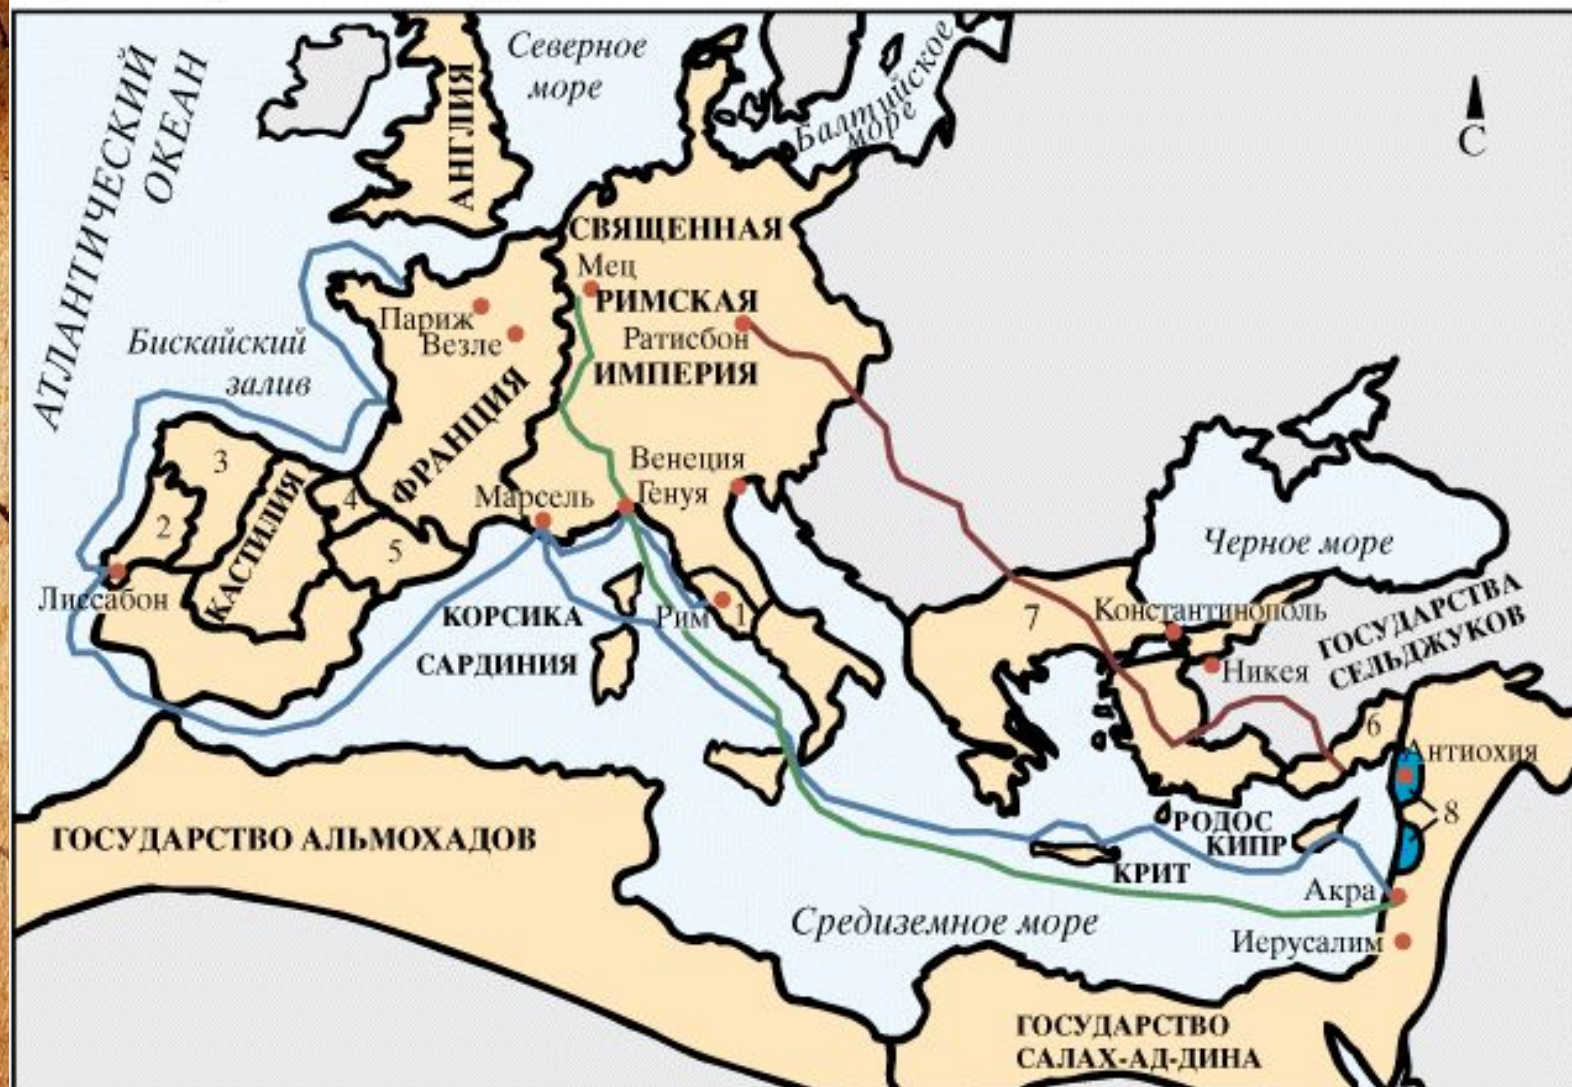 АТЛАНТИЧЕСКИЙ
ОКЕАН
Северное
море
Балтийское
море
С
АНГЛИЯ
СВЯЩЕННАЯ
Мец
РИМСКАЯ
Ратисбон
ИМПЕРИЯ
Париж
Везле
Бискайский
залив
ФРАНЦИЯ
Венеция
Генуя
Марсель
3
4
2
5
КАСТИЛИЯ
Лиссабон
КОРСИКА
САРДИНИЯ
Рим
1
Черное море
7
Константинополь
Никея
ГОСУДАРСТВА
СЕЛЬДЖУКОВ
6
Антиохия
8
РОДОС
КИПР
КРИТ
Акра
Иерусалим
Средиземное море
ГОСУДАРСТВО АЛЬМОХАДОВ
ГОСУДАРСТВО
САЛАХ-АД-ДИНА